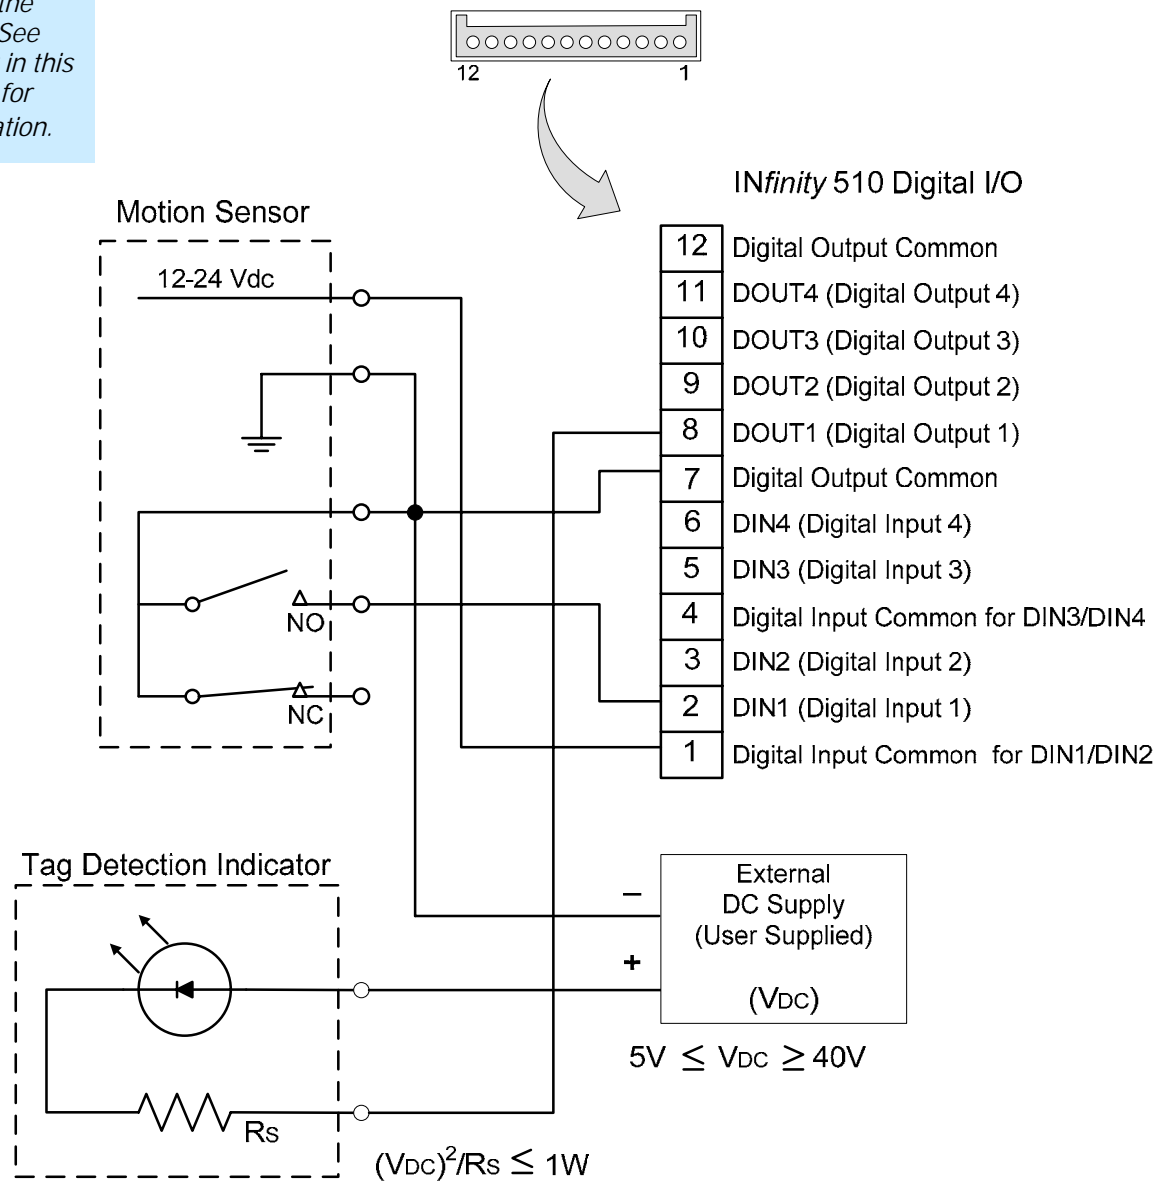 the
See
in this
for
ation.
12
1
INfinity 510 Digital I/O
Motion Sensor
12-24 Vdc
NO
NC
12 Digital Output Common
11 DOUT4 (Digital Output 4)
10 DOUT3 (Digital Output 3)
9 DOUT2 (Digital Output 2)
8 DOUT1 (Digital Output 1)
7 Digital Output Common
6 DIN4 (Digital Input 4)
5 DIN3 (Digital Input 3)
4 Digital Input Common for DIN3/DIN4
3 DIN2 (Digital Input 2)
2 DIN1 (Digital Input 1)
1 Digital Input Common for DIN1/DIN2
Tag Detection Indicator
Rs
– 
+
External
DC Supply
(User Supplied)
(VDC)
5V ≤ VDC ≥ 40V
(VDC)²/Rs ≤ 1W